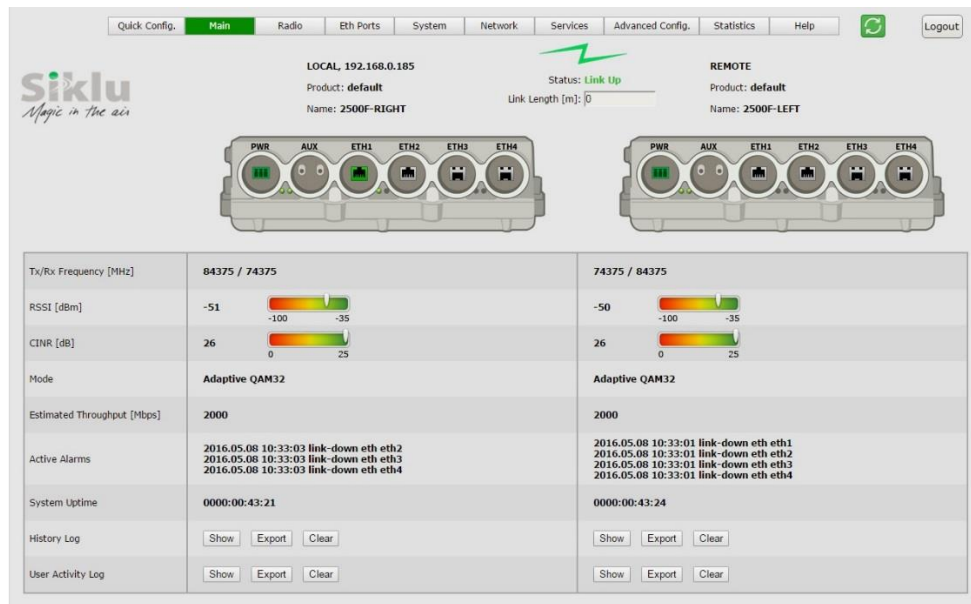 Quick Config. Main Radio Eth Ports System Network Services Advanced Config. Statistics Help Logout
Siklu
Magic in the air
LOCAL, 192.168.0.185
Product: default
Name: 2500F-RIGHT
Status: Link Up
Link Length [m]: 0
REMOTE
Product: default
Name: 2500F-LEFT
PWR AUX ETH1 ETH2 ETH3 ETH4
PWR AUX ETH1 ETH2 ETH3 ETH4
Tx/Rx Frequency [MHz] 84375 / 74375 74375 / 84375
RSSI [dBm] -51 -100 -35 -50 -100 -35
CINR [dB] 26 0 25 26 0 25
Mode Adaptive QAM32 Adaptive QAM32
Estimated Throughput [Mbps] 2000 2000
Active Alarms
2016.05.08 10:33:03 link-down eth eth2
2016.05.08 10:33:03 link-down eth eth3
2016.05.08 10:33:03 link-down eth eth4
2016.05.08 10:33:01 link-down eth eth1
2016.05.08 10:33:01 link-down eth eth2
2016.05.08 10:33:01 link-down eth eth3
2016.05.08 10:33:01 link-down eth eth4
System Uptime 0000:00:43:21 0000:00:43:24
History Log Show Export Clear Show Export Clear
User Activity Log Show Export Clear Show Export Clear